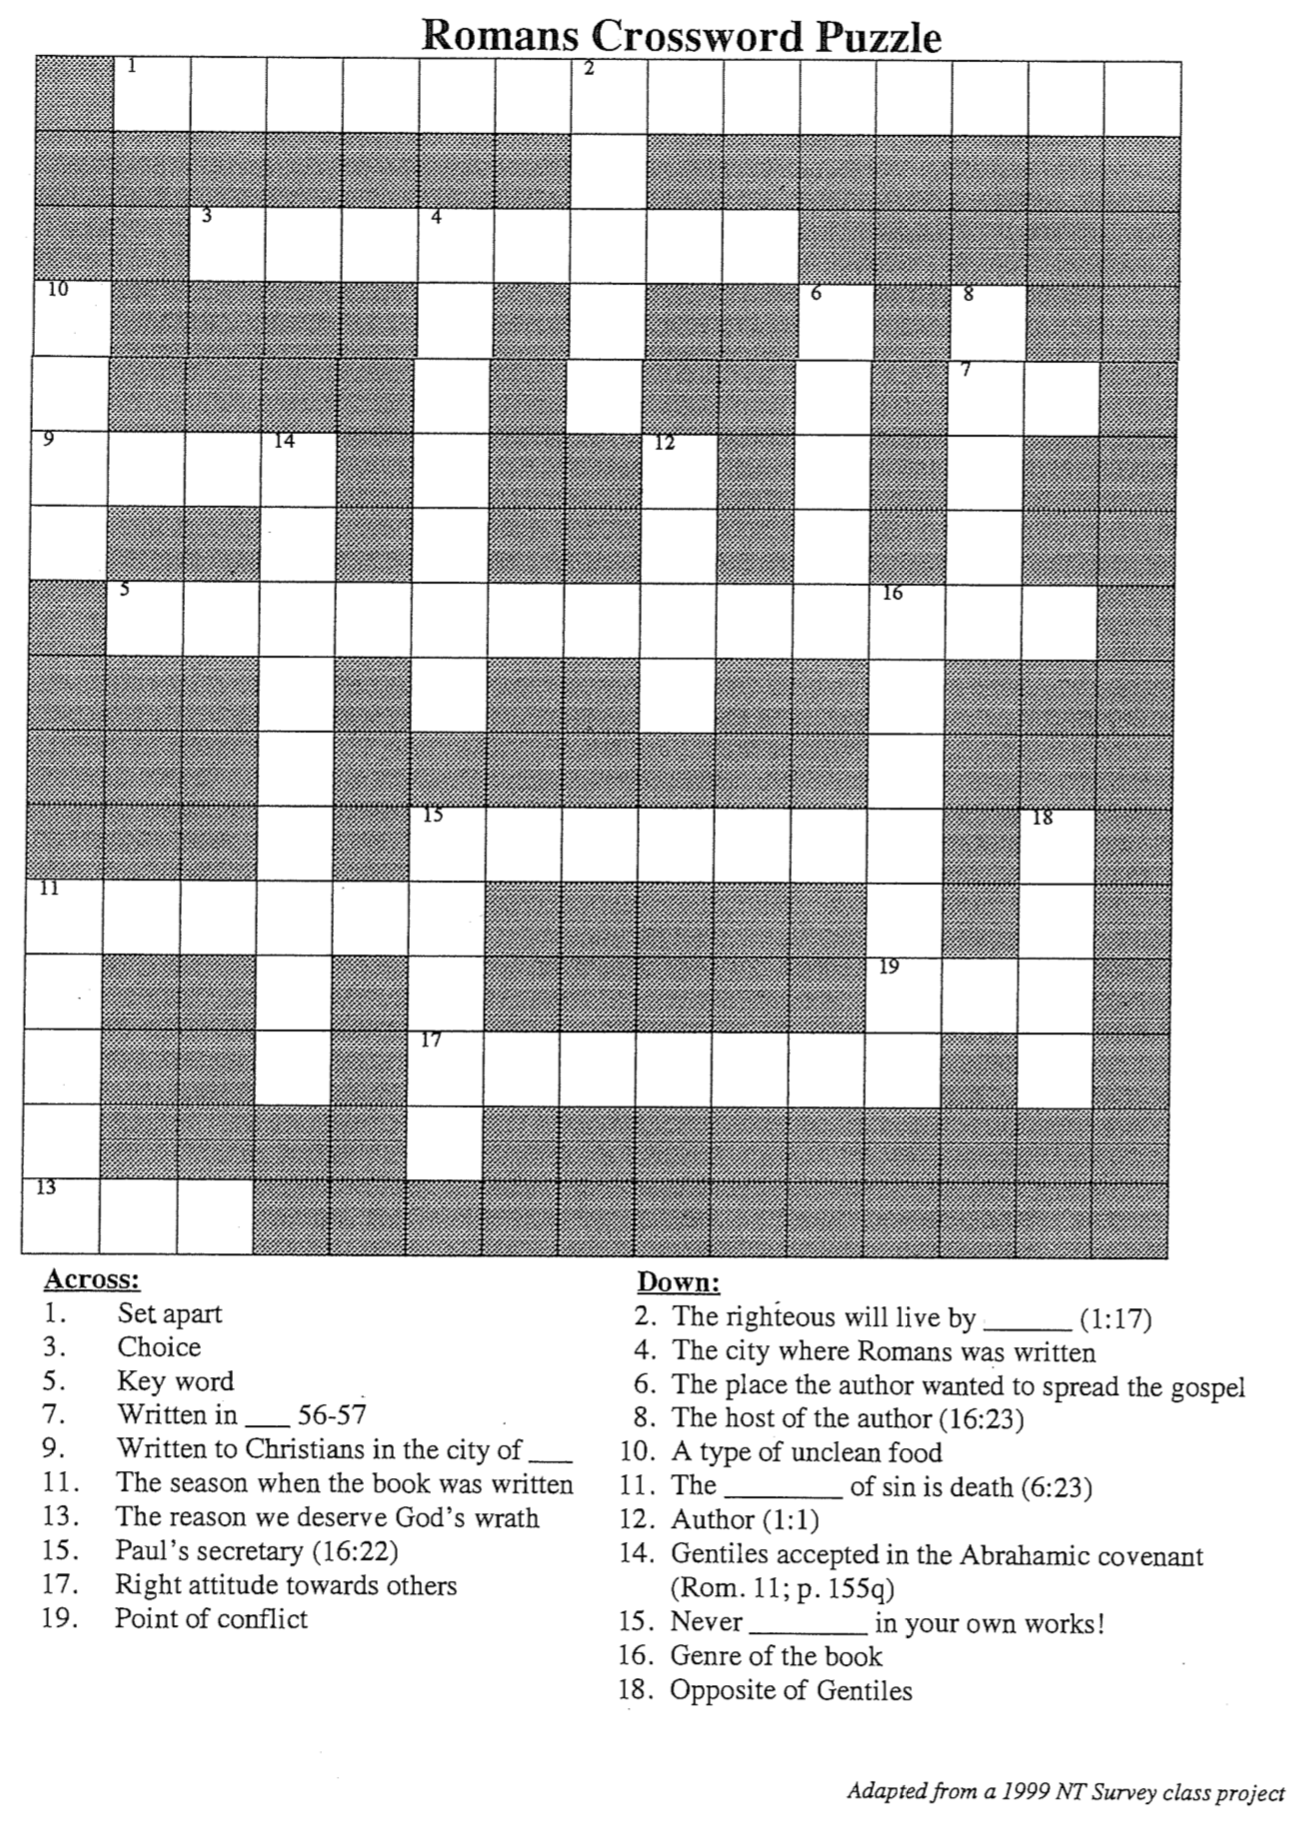 Romans Crossword Puzzle
1 2
3 4
10 6 8
7
9 14 12
5 16
15 18
11
19
17
13
Across:
1. Set apart
3. Choice
5. Key word
7. Written in ___ 56-57
9. Written to Christians in the city of ___
11. The season when the book was written
13. The reason we deserve God's wrath
15. Paul's secretary (16:22)
17. Right attitude towards others
19. Point of conflict
Down:
2. The righteous will live by ______ (1:17)
4. The city where Romans was written
6. The place the author wanted to spread the gospel
8. The host of the author (16:23)
10. A type of unclean food
11. The ________ of sin is death (6:23)
12. Author (1:1)
14. Gentiles accepted in the Abrahamic covenant
(Rom. 11; p. 155q)
15. Never ________ in your own works!
16. Genre of the book
18. Opposite of Gentiles
Adapted from a 1999 NT Survey class project